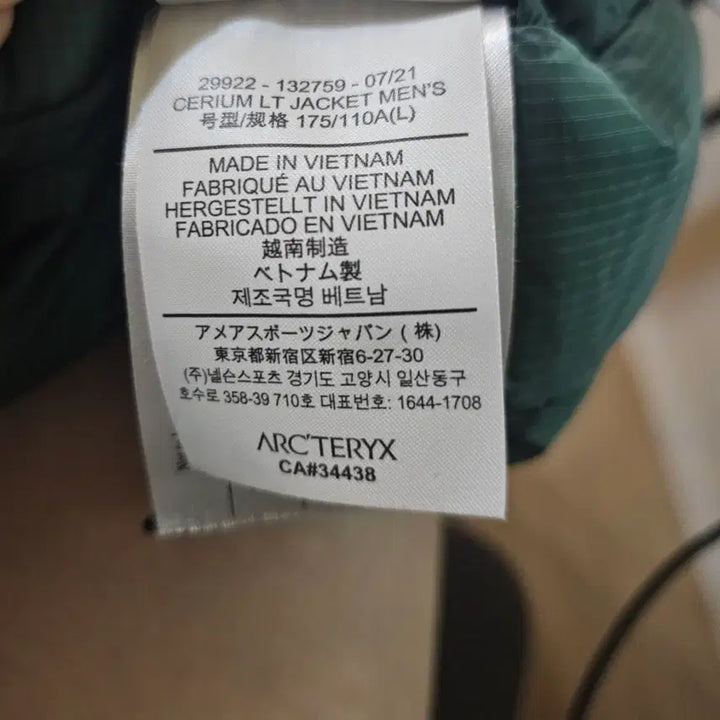 29922 - 132759 - 07/21
CERIUM LT JACKET MEN'S
号型/规格 175/110A(L)
MADE IN VIETNAM
FABRIQUÉ AU VIETNAM
HERGESTELLT IN VIETNAM
FABRICADO EN VIETNAM
越南制造
ベトナム製
제조국명 베트남
アメアスポーツジャパン ( 株)
東京都新宿区新宿6-27-30
(주)넬슨스포츠 경기도 고양시 일산동구
호수로 358-39 710호 대표번호: 1644-1708
ARC'TERYX
CA#34438